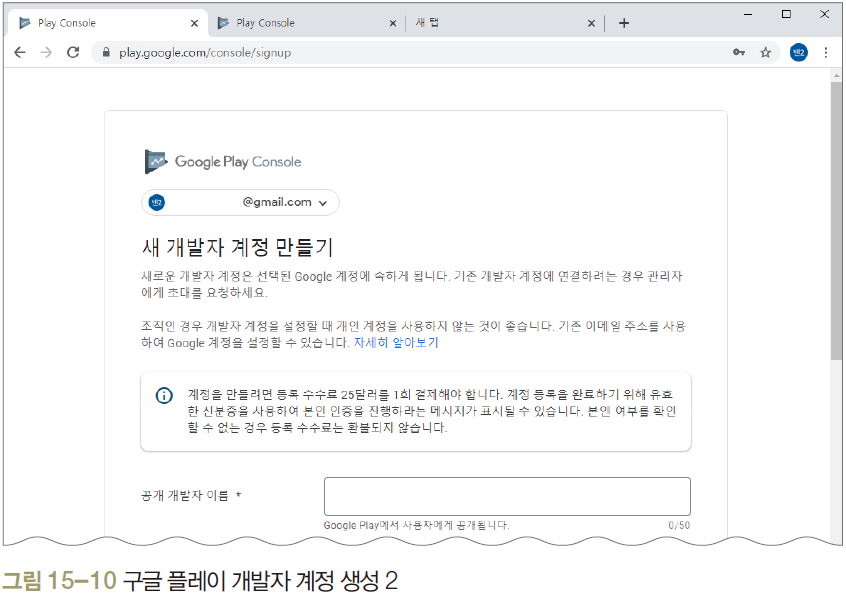 Play Console
Play Console
새 탭
play.google.com/console/signup
벤2
Google Play Console
벤2
@gmail.com
새 개발자 계정 만들기
새로운 개발자 계정은 선택된 Google 계정에 속하게 됩니다. 기존 개발자 계정에 연결하려는 경우 관리자
에게 초대를 요청하세요.
조직인 경우 개발자 계정을 설정할 때 개인 계정을 사용하지 않는 것이 좋습니다. 기존 이메일 주소를 사용
하여 Google 계정을 설정할 수 있습니다. 자세히 알아보기
계정을 만들려면 등록 수수료 25달러를 1회 결제해야 합니다. 계정 등록을 완료하기 위해 유효
한 신분증을 사용하여 본인 인증을 진행하라는 메시지가 표시될 수 있습니다. 본인 여부를 확인
할 수 없는 경우 등록 수수료는 환불되지 않습니다.
공개 개발자 이름 *
Google Play에서 사용자에게 공개됩니다.
0/50
그림 15-10 구글 플레이 개발자 계정 생성 2